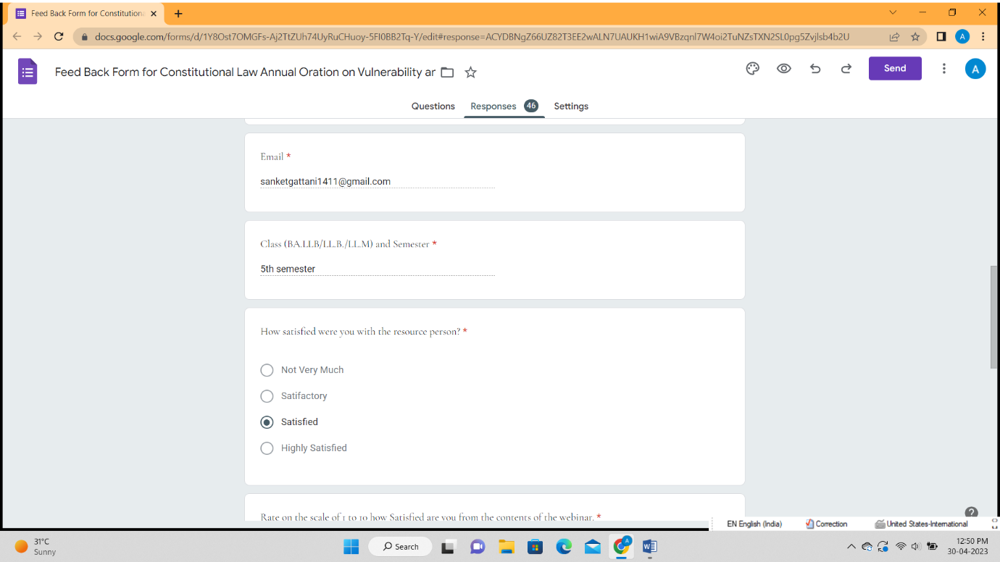 Feed Back Form for Constitutiona
docs.google.com/forms/d/1Y8Ost7OMGFs-Aj2TtZUh74UyRuCHuoy-5FI0BB2Tq-Y/edit#response=ACYDBNgZ66UZ82T3EE2wALN7UAUKH1wiA9VBzqnl7W4oi2TuNZsTXN2SL0pg5Zvjlsb4b2U
A
Feed Back Form for Constitutional Law Annual Oration on Vulnerability ar
Send
A
Questions
Responses 46
Settings
Email *
sanketgattani1411@gmail.com
Class (BA.LLB/LL.B./LL.M) and Semester *
5th semester
How satisfied were you with the resource person? *
Not Very Much
Satifactory
Satisfied
Highly Satisfied
Rate on the scale of 1 to 10 how Satisfied are you from the contents of the webinar. *
EN English (India)
Correction
United States-International
31°C
Sunny
Search
A
12:50 PM
30-04-2023